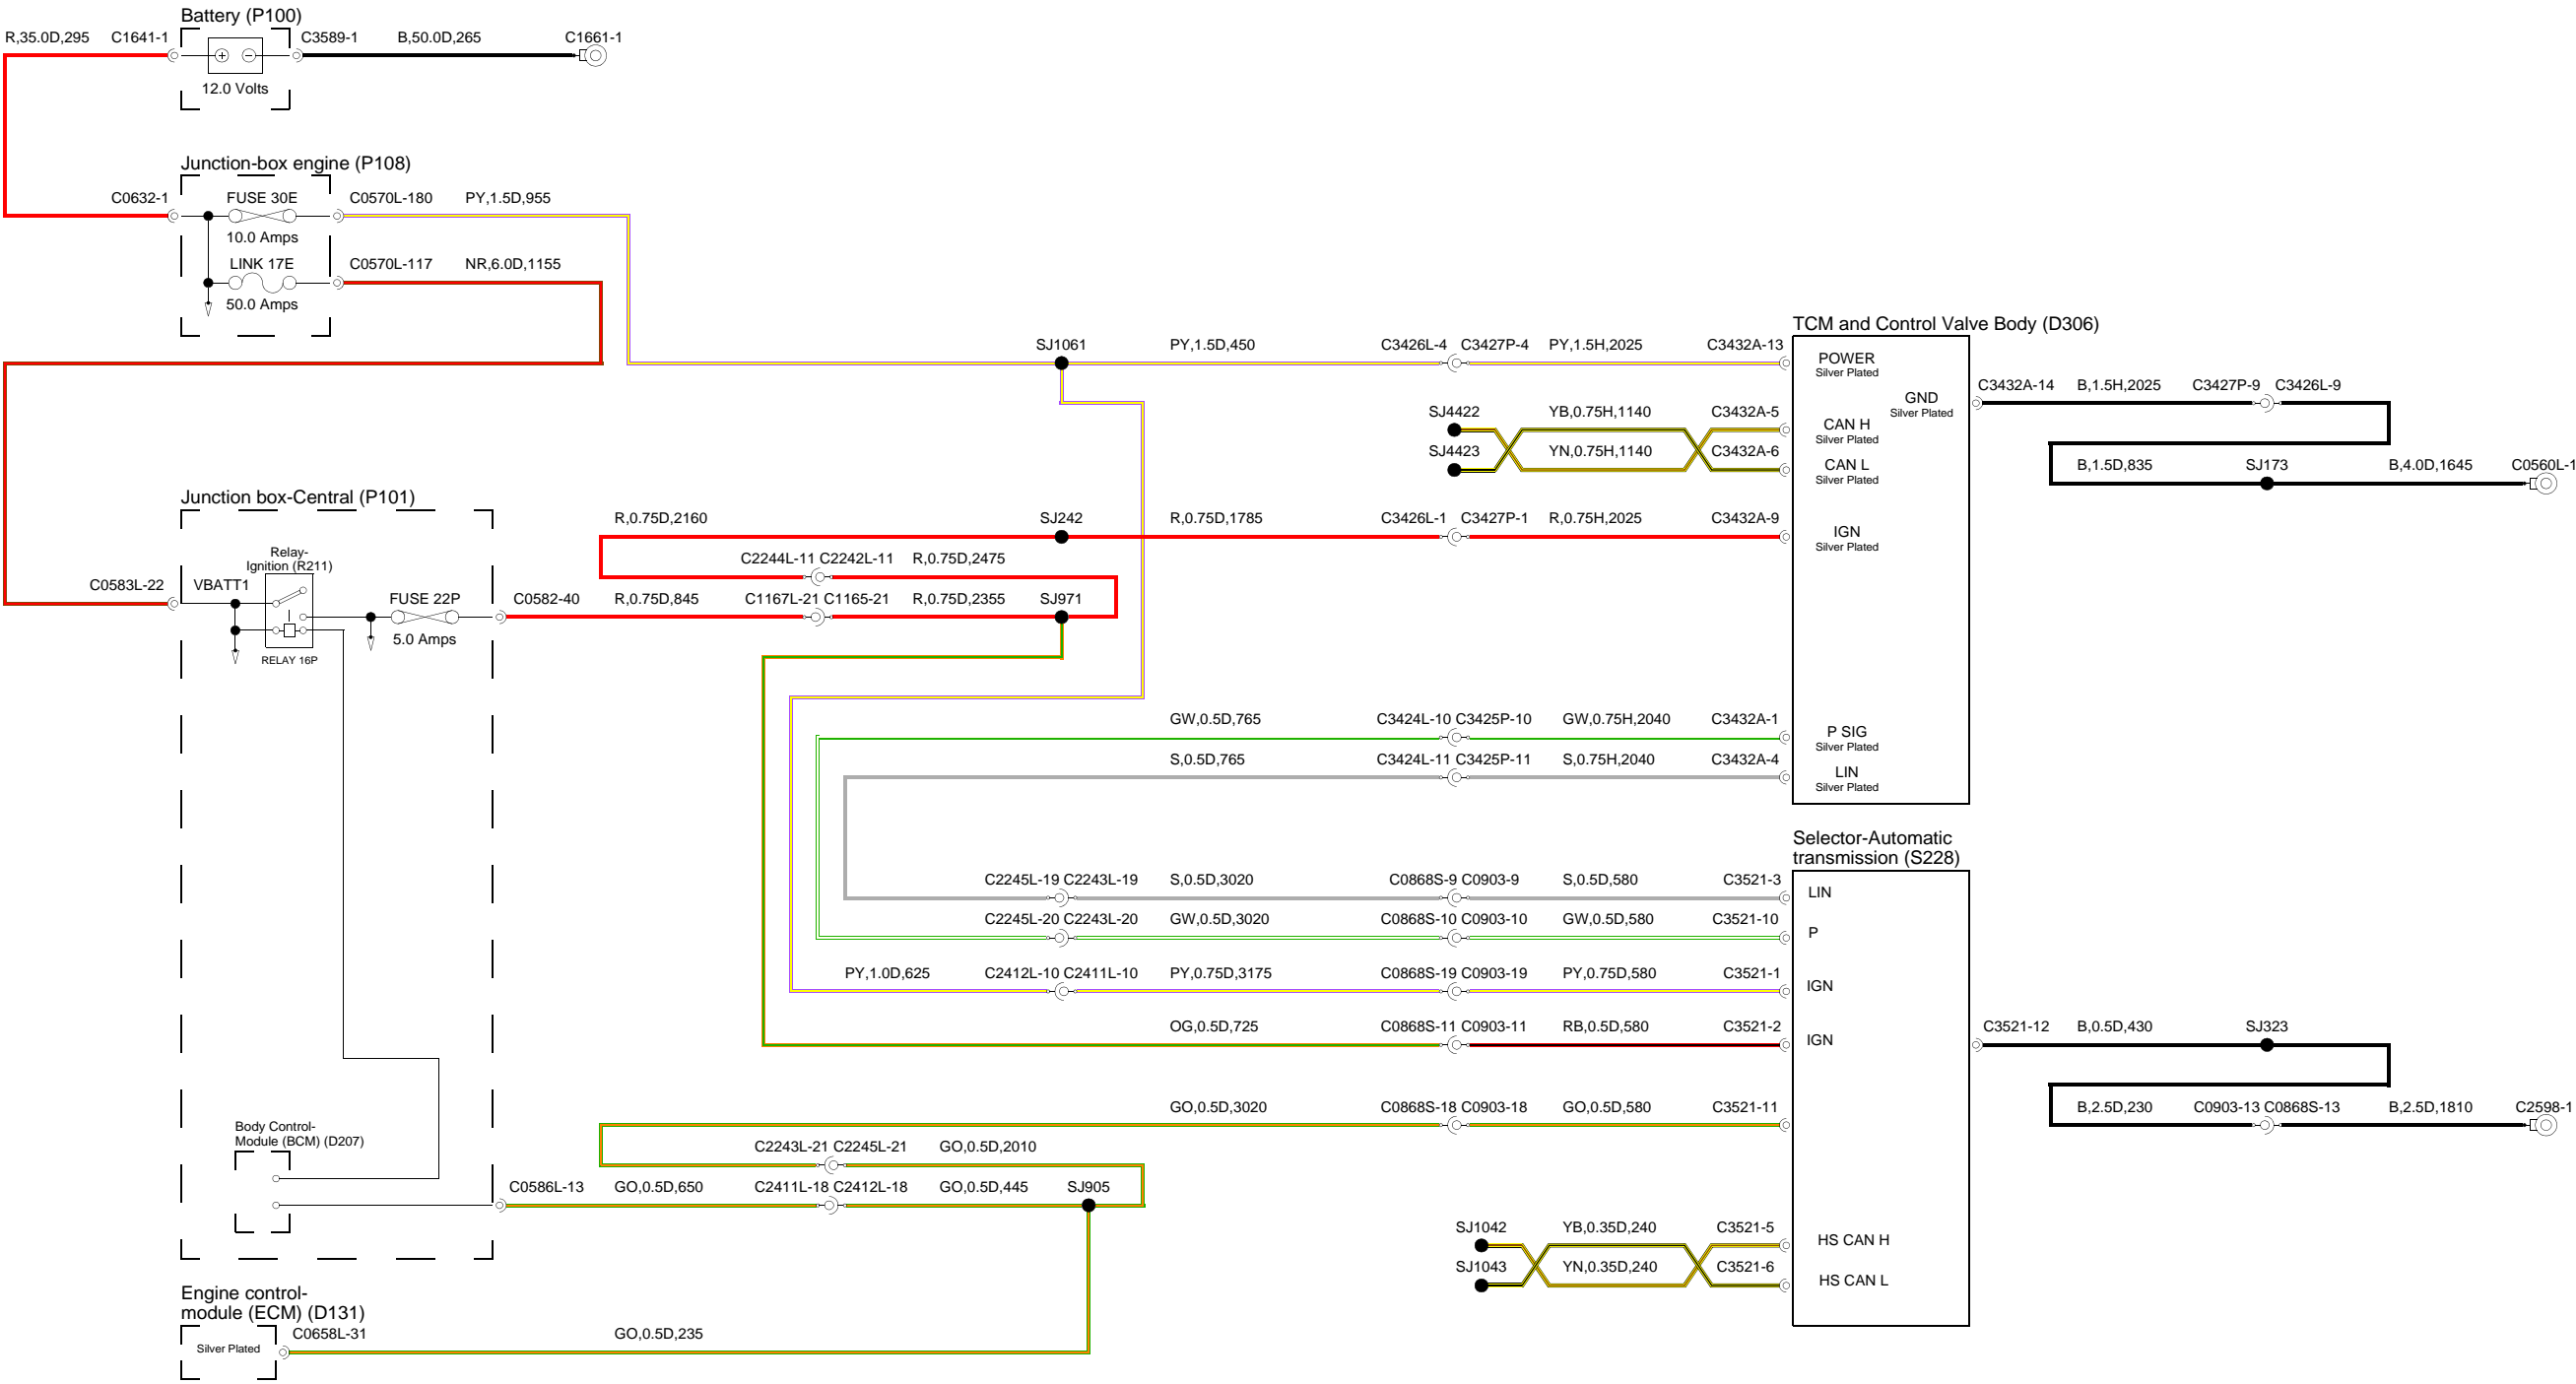 Battery (P100)
R,35.0D,295 C1641-1 C3589-1 B,50.0D,265 C1661-1
12.0 Volts
Junction-box engine (P108)
C0632-1 FUSE 30E C0570L-180 PY,1.5D,955
10.0 Amps
LINK 17E C0570L-117 NR,6.0D,1155
50.0 Amps
TCM and Control Valve Body (D306)
SJ1061 PY,1.5D,450 C3426L-4 C3427P-4 PY,1.5H,2025 C3432A-13
POWER
Silver Plated
C3432A-14 B,1.5H,2025 C3427P-9 C3426L-9
GND
Silver Plated
SJ4422 YB,0.75H,1140 C3432A-5
CAN H
Silver Plated
SJ4423 YN,0.75H,1140 C3432A-6
CAN L
Silver Plated
B,1.5D,835 SJ173 B,4.0D,1645 C0560L-1
Junction box-Central (P101)
R,0.75D,2160 SJ242 R,0.75D,1785 C3426L-1 C3427P-1 R,0.75H,2025 C3432A-9
IGN
Silver Plated
Relay-
Ignition (R211)
C2244L-11 C2242L-11 R,0.75D,2475
C0583L-22 VBATT1
FUSE 22P C0582-40 R,0.75D,845 C1167L-21 C1165-21 R,0.75D,2355 SJ971
5.0 Amps
RELAY 16P
GW,0.5D,765 C3424L-10 C3425P-10 GW,0.75H,2040 C3432A-1
P SIG
Silver Plated
S,0.5D,765 C3424L-11 C3425P-11 S,0.75H,2040 C3432A-4
LIN
Silver Plated
Selector-Automatic
transmission (S228)
C2245L-19 C2243L-19 S,0.5D,3020 C0868S-9 C0903-9 S,0.5D,580 C3521-3
LIN
C2245L-20 C2243L-20 GW,0.5D,3020 C0868S-10 C0903-10 GW,0.5D,580 C3521-10
P
PY,1.0D,625 C2412L-10 C2411L-10 PY,0.75D,3175 C0868S-19 C0903-19 PY,0.75D,580 C3521-1
IGN
OG,0.5D,725 C0868S-11 C0903-11 RB,0.5D,580 C3521-2
IGN
C3521-12 B,0.5D,430 SJ323
GO,0.5D,3020 C0868S-18 C0903-18 GO,0.5D,580 C3521-11
B,2.5D,230 C0903-13 C0868S-13 B,2.5D,1810 C2598-1
Body Control-
Module (BCM) (D207)
C2243L-21 C2245L-21 GO,0.5D,2010
C0586L-13 GO,0.5D,650 C2411L-18 C2412L-18 GO,0.5D,445 SJ905
SJ1042 YB,0.35D,240 C3521-5
HS CAN H
SJ1043 YN,0.35D,240 C3521-6
HS CAN L
Engine control-
module (ECM) (D131)
C0658L-31 GO,0.5D,235
Silver Plated